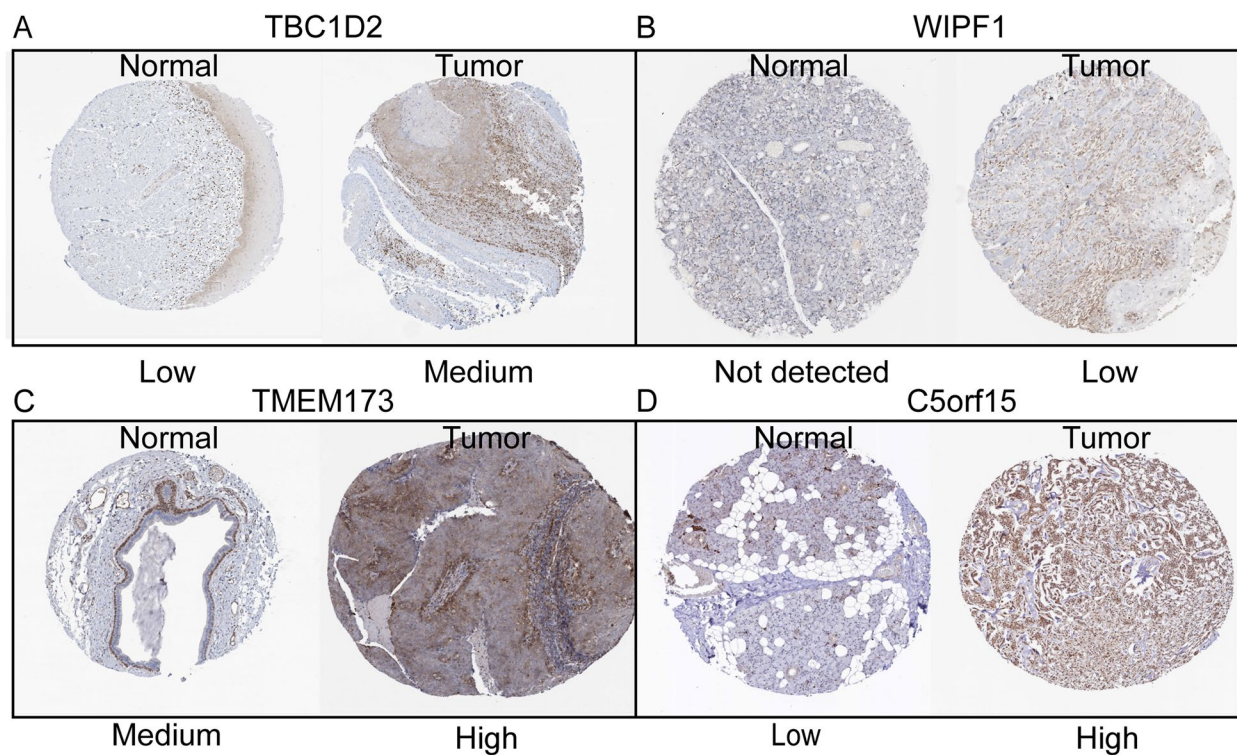 A TBC1D2 B WIPF1
Normal Tumor Normal Tumor
Low Medium Not detected Low
C TMEM173 D C5orf15
Normal Tumor Normal Tumor
Medium High Low High